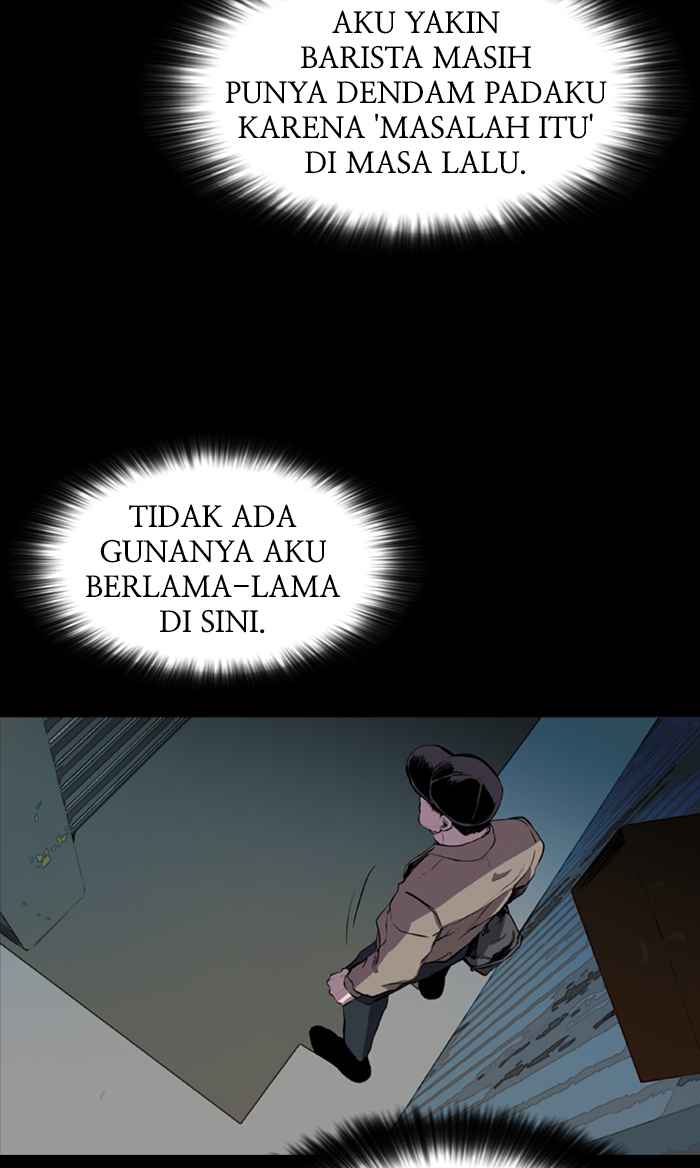 AKU YAKIN
BARISTA MASIH
PUNYA DENDAM PADAKU
KARENA 'MASALAH ITU'
DI MASA LALU.
TIDAK ADA
GUNANYA AKU
BERLAMA-LAMA
DI SINI.